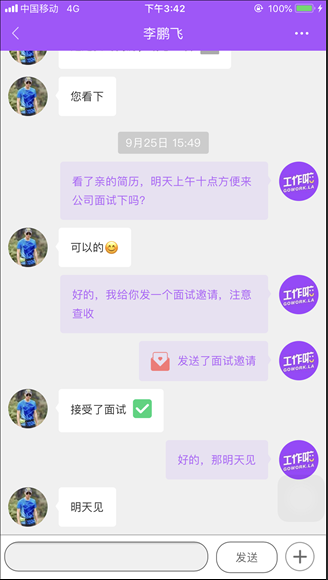 中国移动 4G 下午3:42 100%
李鹏飞
您看下
9月25日 15:49
看了亲的简历，明天上午十点方便来
公司面试下吗?
工作啦
GOWORK.LA
可以的😊
好的，我给你发一个面试邀请，注意
查收
工作啦
GOWORK.LA
发送了面试邀请
工作啦
GOWORK.LA
接受了面试 ✅
好的，那明天见
工作啦
GOWORK.LA
明天见
发送